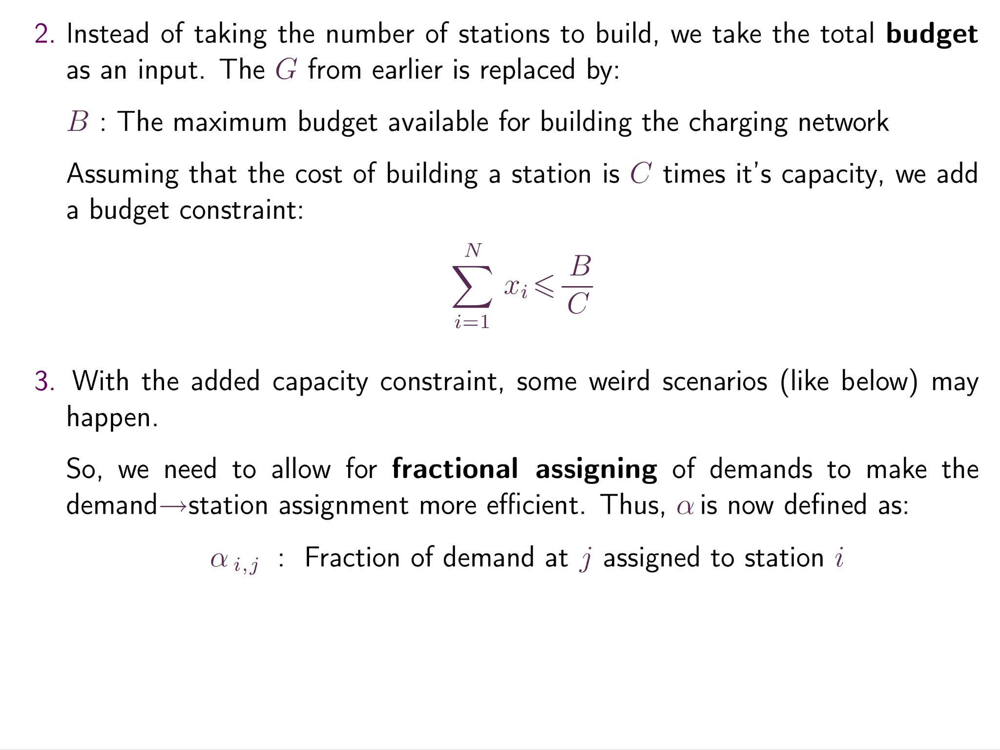 2. Instead of taking the number of stations to build, we take the total budget
as an input. The G from earlier is replaced by:
B : The maximum budget available for building the charging network
Assuming that the cost of building a station is C times it's capacity, we add
a budget constraint:
\sum_{i=1}^{N} x_i ⩽ \frac{B}{C}
3. With the added capacity constraint, some weird scenarios (like below) may
happen.
So, we need to allow for fractional assigning of demands to make the
demand→station assignment more efficient. Thus, α is now defined as:
α_{i,j} : Fraction of demand at j assigned to station i